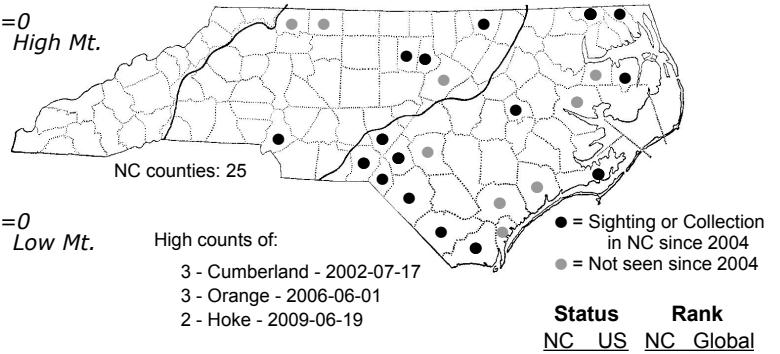 =0
High Mt.
NC counties: 25
=0
Low Mt.
High counts of:
3 - Cumberland - 2002-07-17
3 - Orange - 2006-06-01
2 - Hoke - 2009-06-19
= Sighting or Collection
in NC since 2004
= Not seen since 2004
Status Rank
NC US NC Global